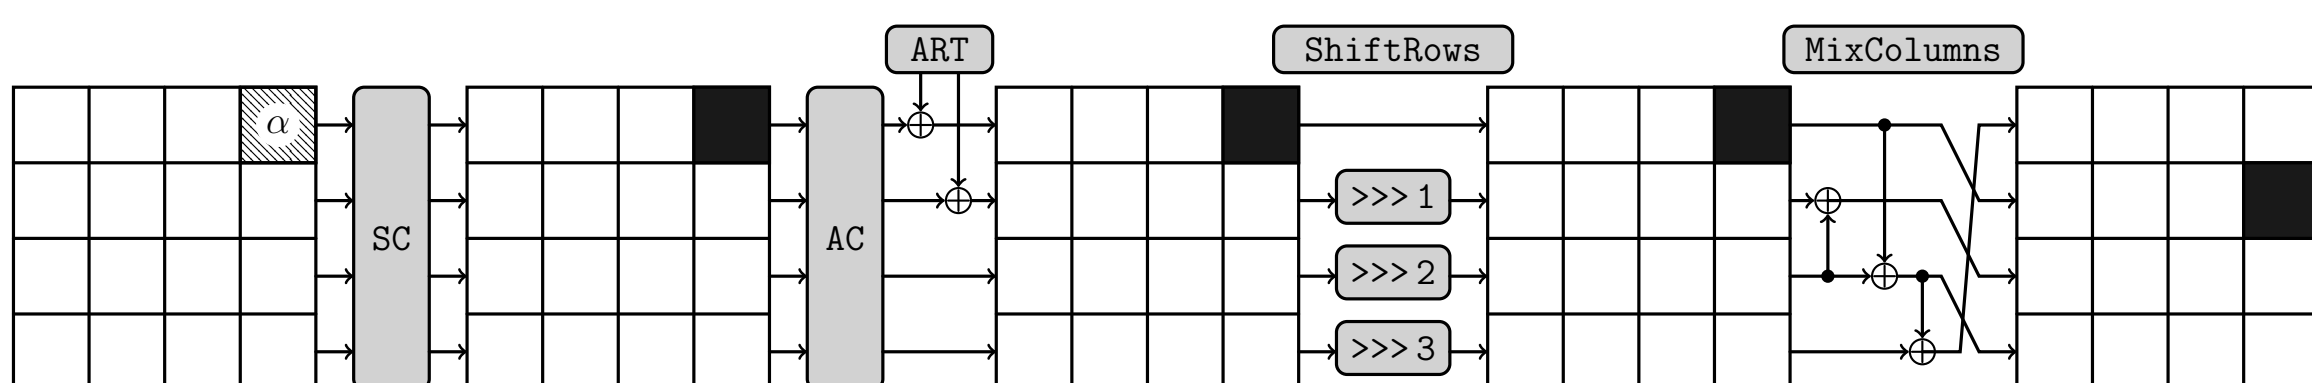 ART
ShiftRows
MixColumns
α
SC
AC
>>> 1
>>> 2
>>> 3